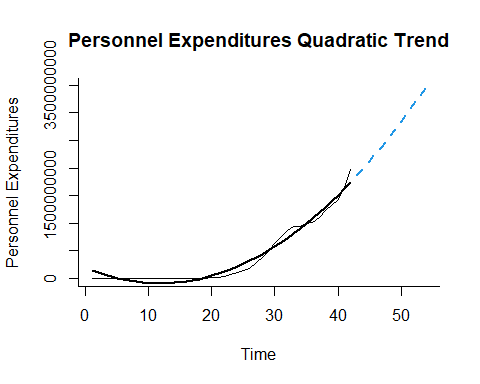 Personnel Expenditures Quadratic Trend
Personnel Expenditures
3500000000
1500000000
0
0 10 20 30 40 50
Time